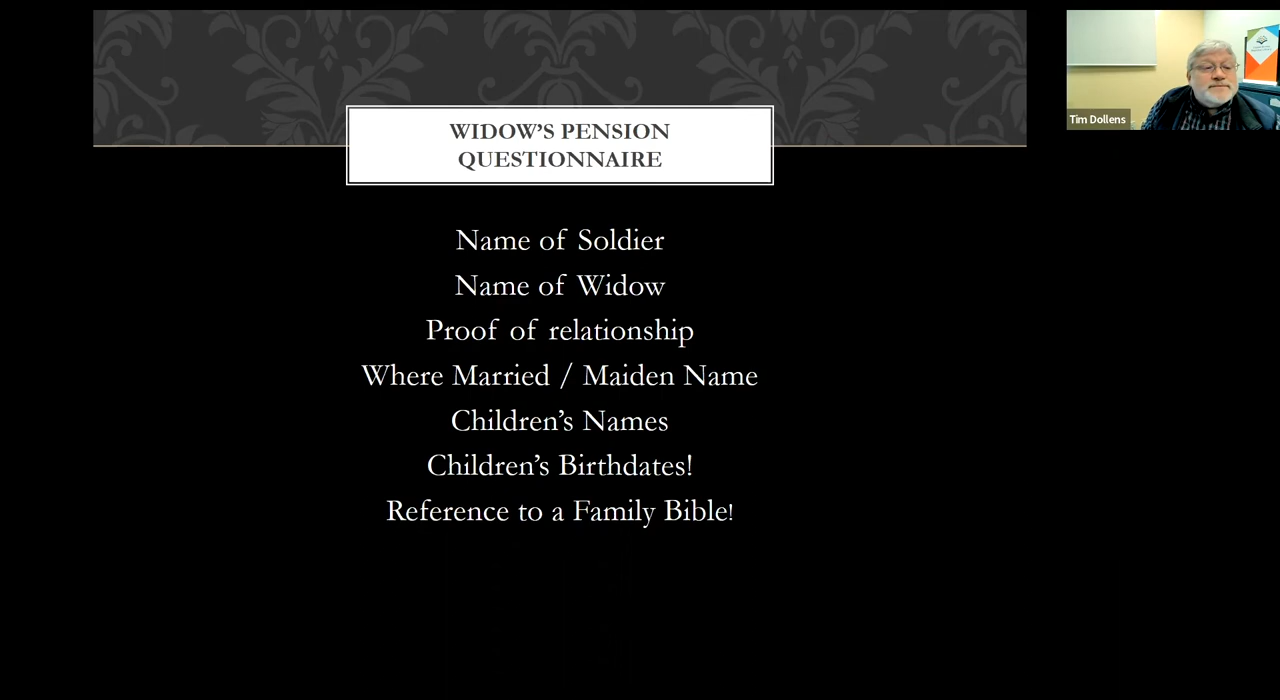 WIDOW'S PENSION
QUESTIONNAIRE
Name of Soldier
Name of Widow
Proof of relationship
Where Married / Maiden Name
Children's Names
Children's Birthdates!
Reference to a Family Bible!
Tim Dollens